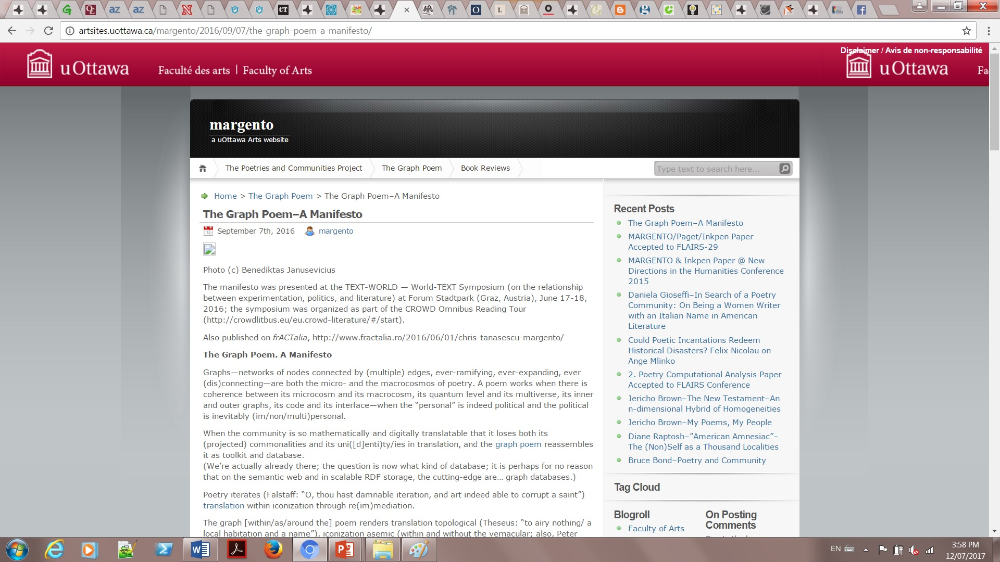 artsites.uottawa.ca/margento/2016/09/07/the-graph-poem-a-manifesto/
Disclaimer / Avis de non-responsabilité
uOttawa
Faculté des arts | Faculty of Arts
uOttawa
Fa
margento
a uOttawa Arts website
The Poetries and Communities Project
The Graph Poem
Book Reviews
Type text to search here...
Home > The Graph Poem > The Graph Poem–A Manifesto
The Graph Poem–A Manifesto
September 7th, 2016
margento
Photo (c) Benediktas Janusevicius
The manifesto was presented at the TEXT-WORLD — World-TEXT Symposium (on the relationship
between experimentation, politics, and literature) at Forum Stadtpark (Graz, Austria), June 17-18,
2016; the symposium was organized as part of the CROWD Omnibus Reading Tour
(http://crowdlitbus.eu/eu.crowd-literature/#/start).
Also published on frACTalia, http://www.fractalia.ro/2016/06/01/chris-tanasescu-margento/
The Graph Poem. A Manifesto
Graphs—networks of nodes connected by (multiple) edges, ever-ramifying, ever-expanding, ever
(dis)connecting—are both the micro- and the macrocosmos of poetry. A poem works when there is
coherence between its microcosm and its macrocosm, its quantum level and its multiverse, its inner
and outer graphs, its code and its interface—when the “personal” is indeed political and the political
is inevitably (im/non/multi)personal.
When the community is so mathematically and digitally translatable that it loses both its
(projected) commonalities and its uni([d]enti)ty/ies in translation, and the graph poem reassembles
it as toolkit and database.
(We’re actually already there; the question is now what kind of database; it is perhaps for no reason
that on the semantic web and in scalable RDF storage, the cutting-edge are… graph databases.)
Poetry iterates (Falstaff: “O, thou hast damnable iteration, and art indeed able to corrupt a saint”)
translation within iconization through re(im)mediation.
The graph [within/as/around the] poem renders translation topological (Theseus: “to airy nothing/ a
local habitation and a name”), iconization asemic (within and without the vernacular; also, Peter
Recent Posts
The Graph Poem–A Manifesto
MARGENTO/Paget/Inkpen Paper
Accepted to FLAIRS-29
MARGENTO & Inkpen Paper @ New
Directions in the Humanities Conference
2015
Daniela Gioseffi–In Search of a Poetry
Community: On Being a Women Writer
with an Italian Name in American
Literature
Could Poetic Incantations Redeem
Historical Disasters? Felix Nicolau on
Ange Mlinko
2. Poetry Computational Analysis Paper
Accepted to FLAIRS Conference
Jericho Brown–The New Testament–An
n-dimensional Hybrid of Homogeneities
Jericho Brown–My Poems, My People
Diane Raptosh–”American Amnesiac”–
The (Non)Self as a Thousand Localities
Bruce Bond–Poetry and Community
Tag Cloud
Blogroll
Faculty of Arts
On Posting
Comments
EN
3:58 PM
12/07/2017